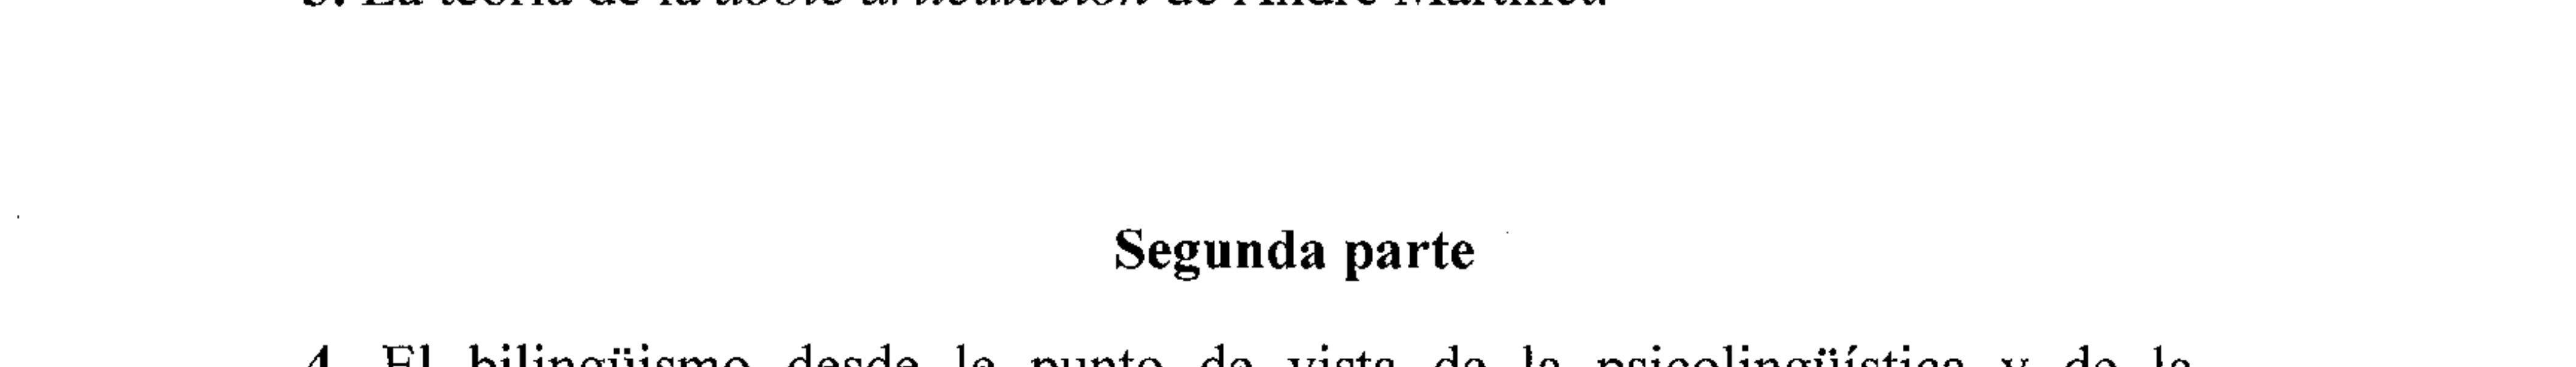 3. La teoría de la doble articulación de André Martinet.
Segunda parte
4. El bilingüismo desde le punto de vista de la psicolingüística y de la